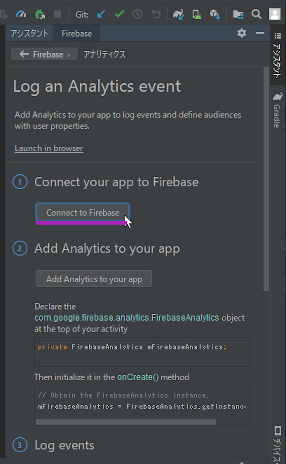 Git:
アシスタント Firebase
← Firebase › アナリティクス
Log an Analytics event
Add Analytics to your app to log events and define audiences
with user properties.
Launch in browser
1 Connect your app to Firebase
Connect to Firebase
2 Add Analytics to your app
Add Analytics to your app
Declare the
com.google.firebase.analytics.FirebaseAnalytics object
at the top of your activity
private FirebaseAnalytics mFirebaseAnalytics;
Then initialize it in the onCreate() method
// Obtain the FirebaseAnalytics instance.
mFirebaseAnalytics = FirebaseAnalytics.getInstanc
3 Log events
アシスタント
Gradle
デバイス